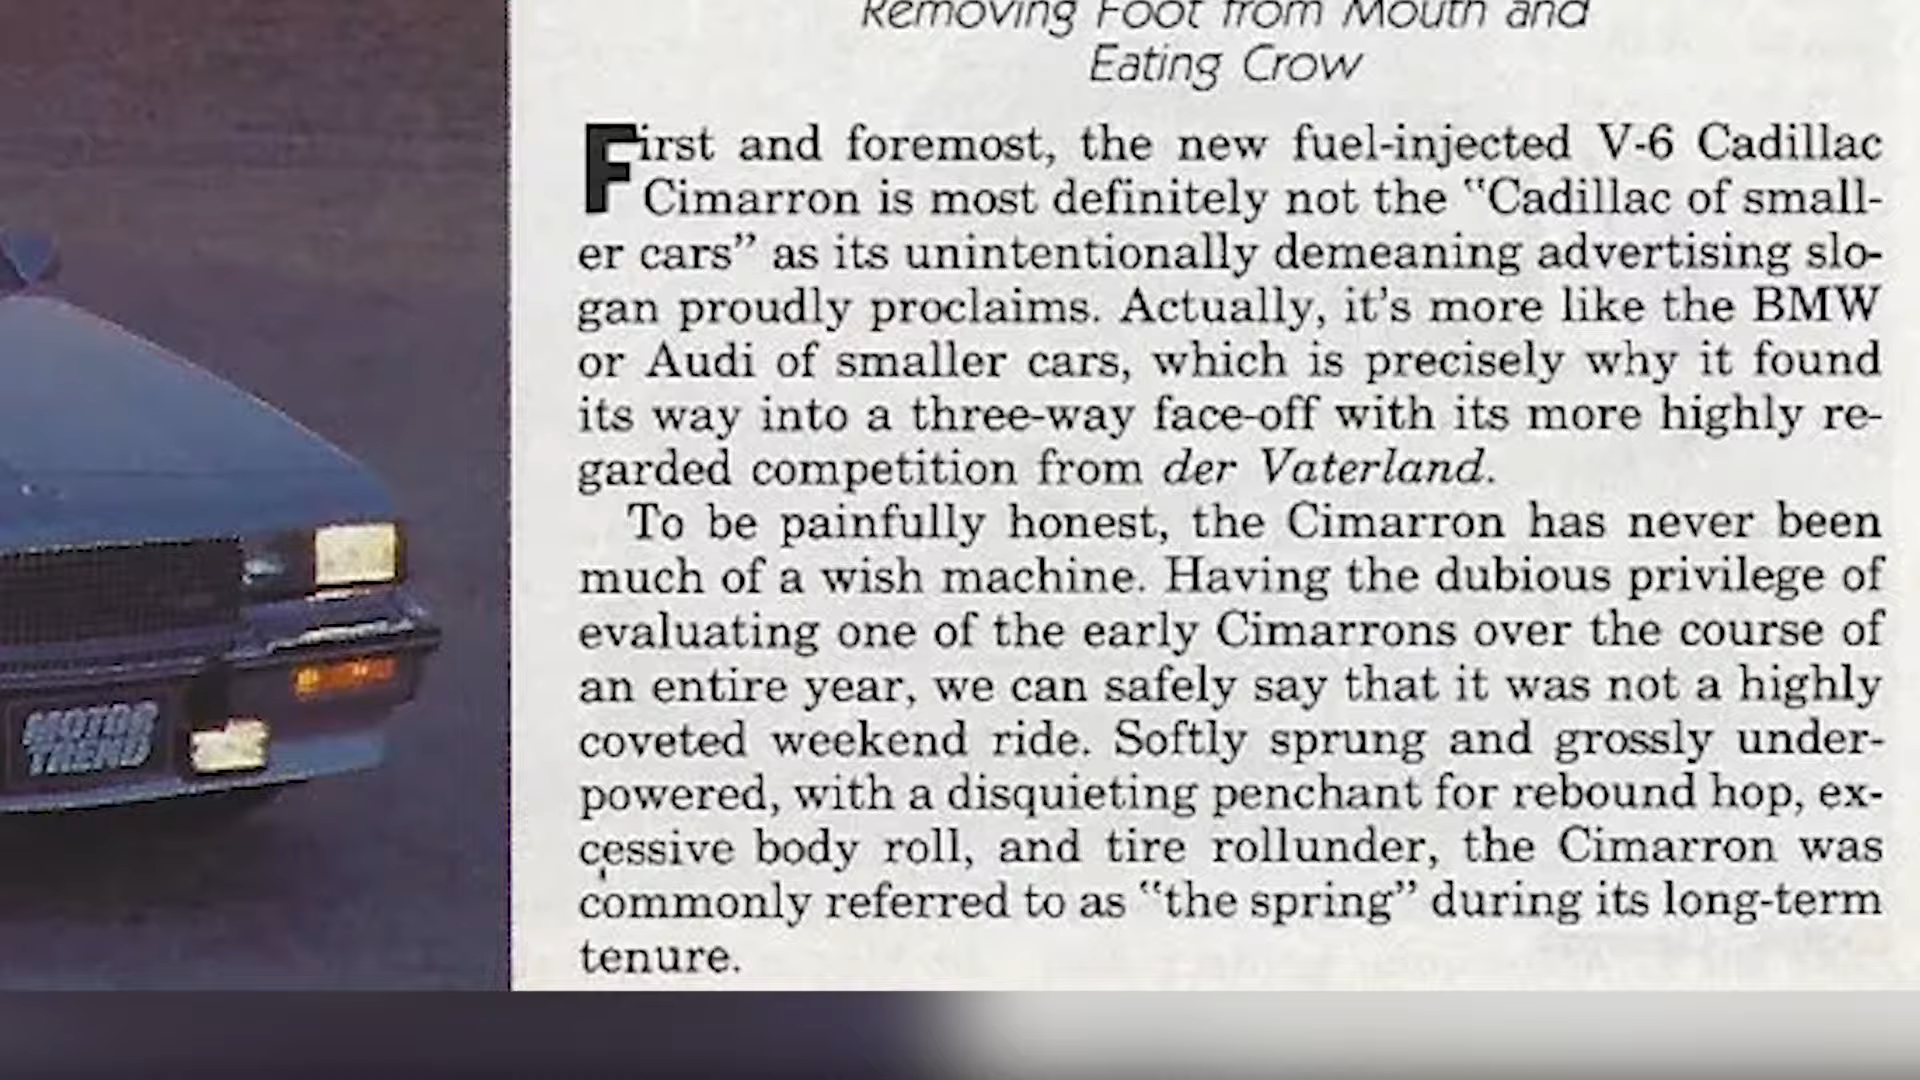 Removing Foot from Mouth and
Eating Crow
First and foremost, the new fuel-injected V-6 Cadillac
Cimarron is most definitely not the "Cadillac of small-
er cars" as its unintentionally demeaning advertising slo-
gan proudly proclaims. Actually, it's more like the BMW
or Audi of smaller cars, which is precisely why it found
its way into a three-way face-off with its more highly re-
garded competition from der Vaterland.
To be painfully honest, the Cimarron has never been
much of a wish machine. Having the dubious privilege of
evaluating one of the early Cimarrons over the course of
an entire year, we can safely say that it was not a highly
coveted weekend ride. Softly sprung and grossly under-
powered, with a disquieting penchant for rebound hop, ex-
cessive body roll, and tire rollunder, the Cimarron was
commonly referred to as "the spring" during its long-term
tenure.
MOTOR
TREND